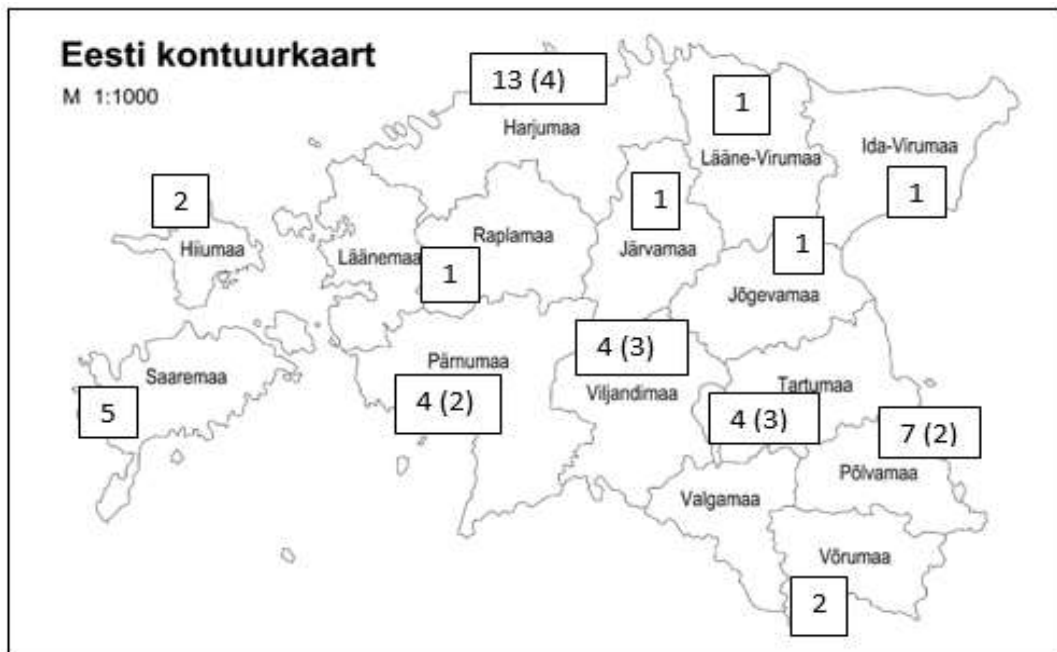 Eesti kontuurkaart
M 1:1000
13 (4)
Harjumaa
1
Lääne-Virumaa
Ida-Virumaa
1
2
Hiiumaa
Läänemaa
1
Raplamaa
1
Järvamaa
1
Jõgevamaa
Saaremaa
5
Pärnumaa
4 (2)
4 (3)
Viljandimaa
Tartumaa
4 (3)
7 (2)
Põlvamaa
Valgamaa
Võrumaa
2